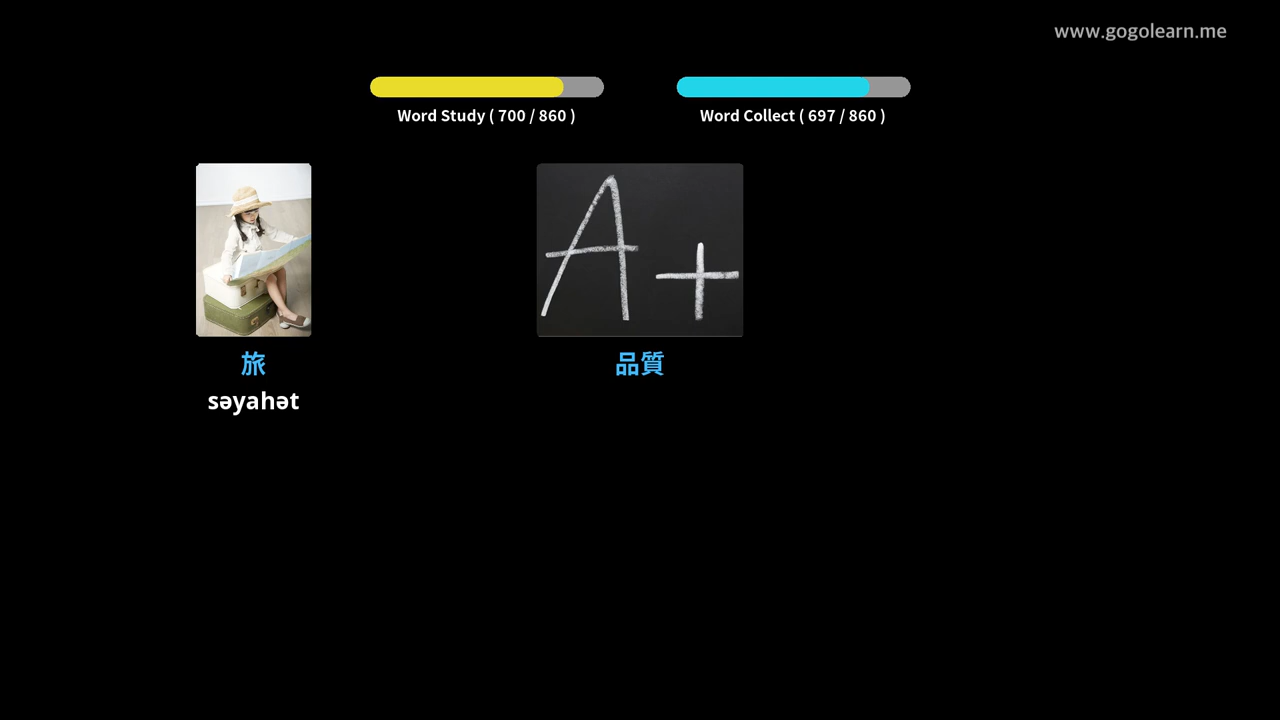 www.gogolearn.me
Word Study ( 700 / 860 )
Word Collect ( 697 / 860 )
A+
旅
品質
səyahət